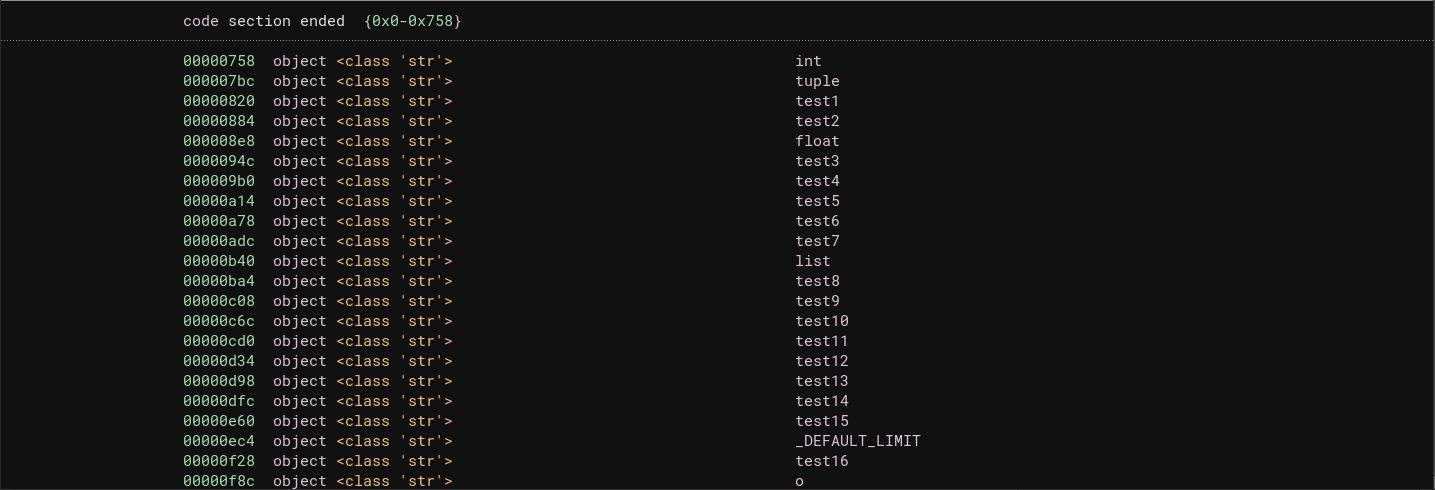 code section ended {0x0-0x758}
00000758 object <class 'str'> int
000007bc object <class 'str'> tuple
00000820 object <class 'str'> test1
00000884 object <class 'str'> test2
000008e8 object <class 'str'> float
0000094c object <class 'str'> test3
000009b0 object <class 'str'> test4
00000a14 object <class 'str'> test5
00000a78 object <class 'str'> test6
00000adc object <class 'str'> test7
00000b40 object <class 'str'> list
00000ba4 object <class 'str'> test8
00000c08 object <class 'str'> test9
00000c6c object <class 'str'> test10
00000cd0 object <class 'str'> test11
00000d34 object <class 'str'> test12
00000d98 object <class 'str'> test13
00000dfc object <class 'str'> test14
00000e60 object <class 'str'> test15
00000ec4 object <class 'str'> _DEFAULT_LIMIT
00000f28 object <class 'str'> test16
00000f8c object <class 'str'> o